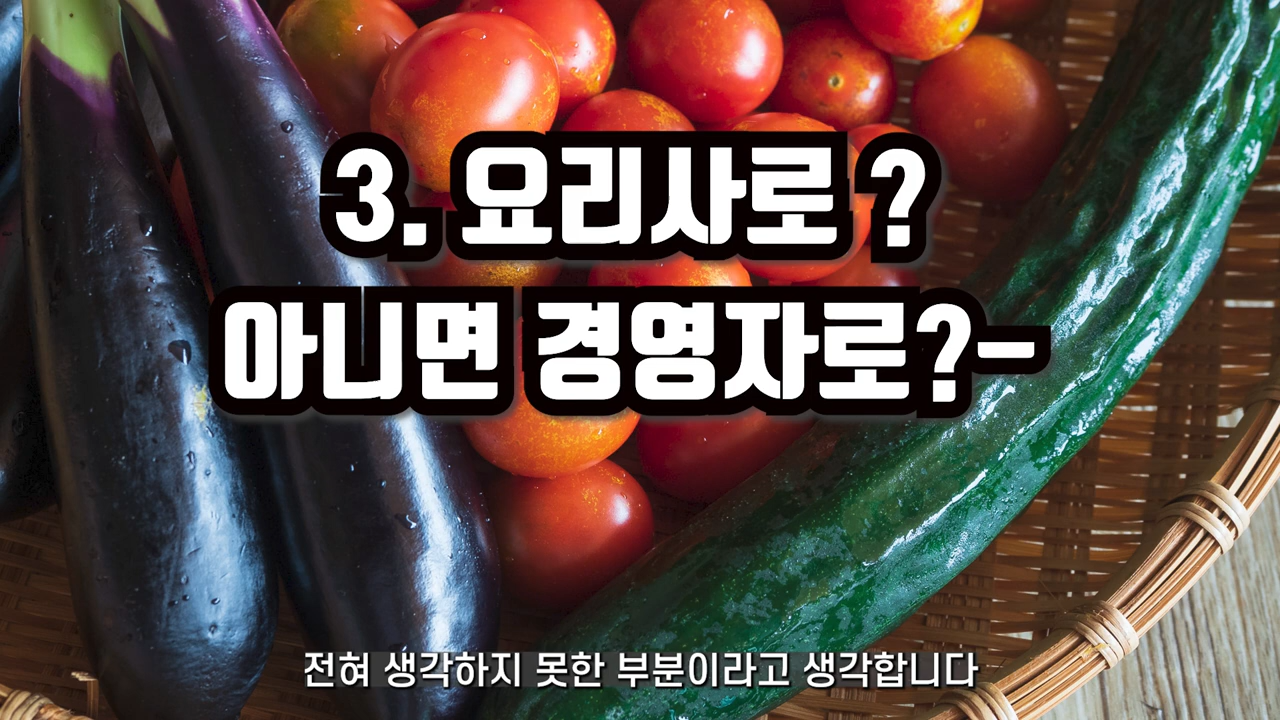 3. 요리사로 ?
아니면 경영자로?-
전혀 생각하지 못한 부분이라고 생각합니다